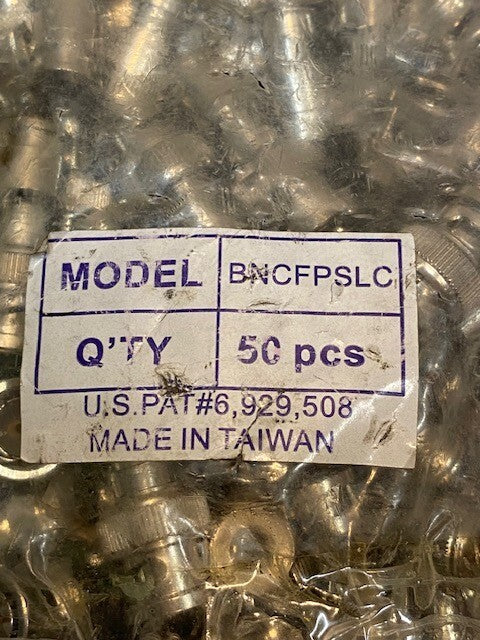 MODEL BNCFPSLC
Q'TY 50 pcs
U.S.PAT#6,929,508
MADE IN TAIWAN